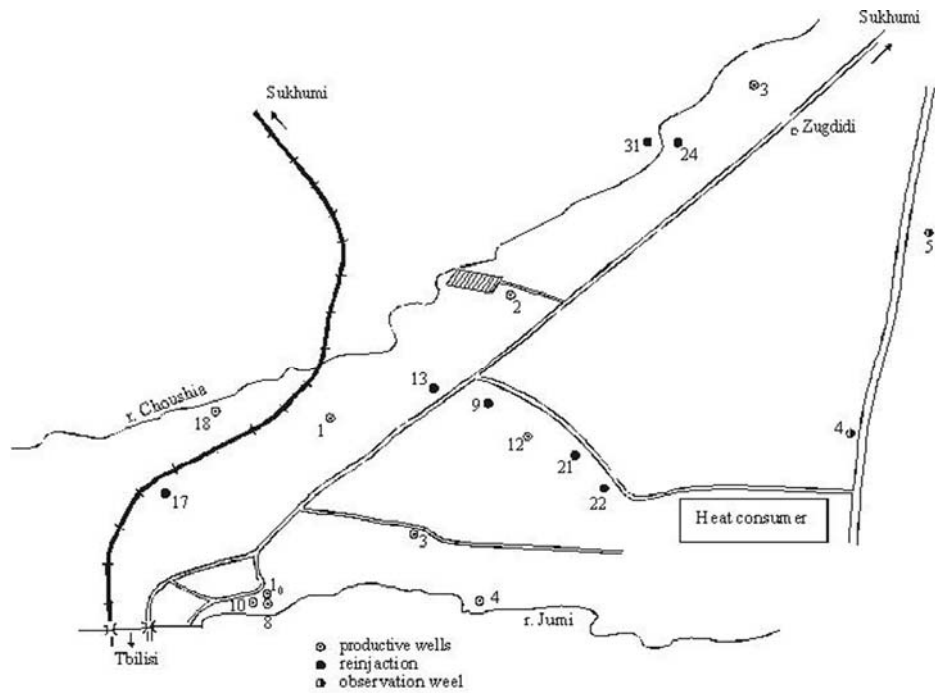 Sukhumi
Sukhumi
3
Zugdidi
31
24
5
2
13
r. Choushia
9
18
1
12
4
21
17
22
Heat consumer
3
1₀
10
8
4
r. Jumi
Tbilisi
productive wells
reinjaction
observation weel